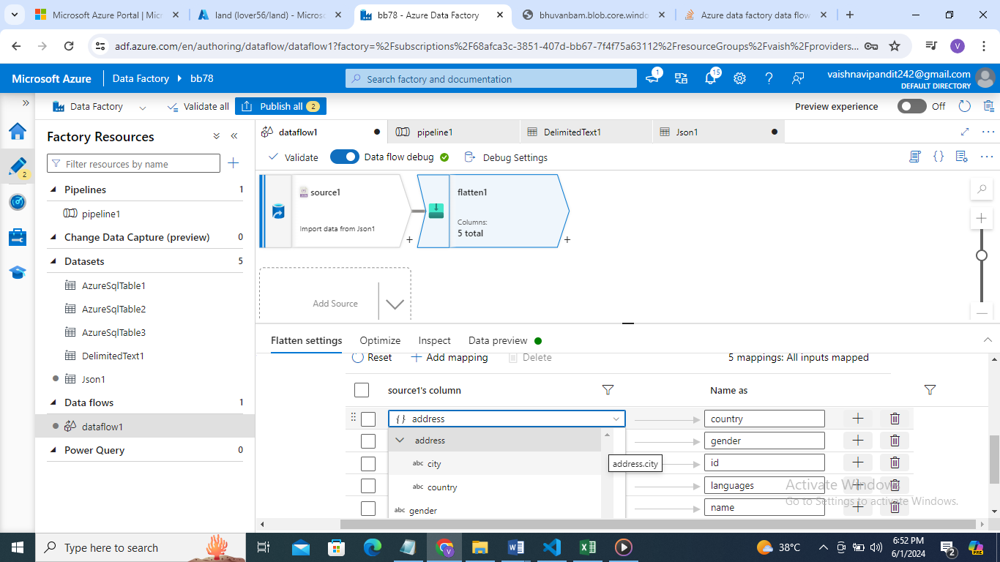 Microsoft Azure Portal | Micr
land (lover56/land) - Microso
bb78 - Azure Data Factory
bhuvanbam.blob.core.windo
Azure data factory data flow
adf.azure.com/en/authoring/dataflow/dataflow1?factory=%2Fsubscriptions%2F68afca3c-3851-407d-bb67-7f4f75a63112%2FresourceGroups%2Fvaish%2Fproviders...
V
Microsoft Azure
Data Factory
bb78
Search factory and documentation
1
15
vaishnavipandit242@gmail.com
DEFAULT DIRECTORY
Data Factory
Validate all
Publish all
2
Preview experience
Off
Factory Resources
dataflow1
pipeline1
DelimitedText1
Json1
Filter resources by name
Validate
Data flow debug
Debug Settings
2
Pipelines
1
pipeline1
Change Data Capture (preview)
0
Datasets
5
AzureSqlTable1
AzureSqlTable2
AzureSqlTable3
DelimitedText1
Json1
Data flows
1
dataflow1
Power Query
0
source1
Import data from Json1
+
flatten1
Columns:
5 total
+
Add Source
Flatten settings
Optimize
Inspect
Data preview
Reset
Add mapping
Delete
5 mappings: All inputs mapped
source1's column
Name as
{} address
country
address
gender
abc city
address.city
id
abc country
languages
abc gender
name
Activate Windows
Go to Settings to activate Windows.
Type here to search
V
38°C
6:52 PM
6/1/2024
2